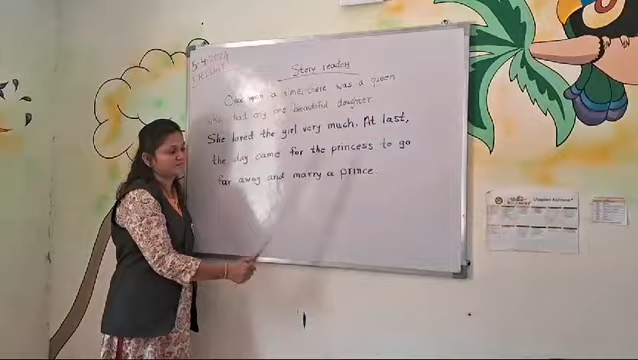 Story reading
Once upon a time, there was a queen
who had only one beautiful daughter
She loved the girl very much. At last,
the day came for the princess to go
far away and marry a prince.